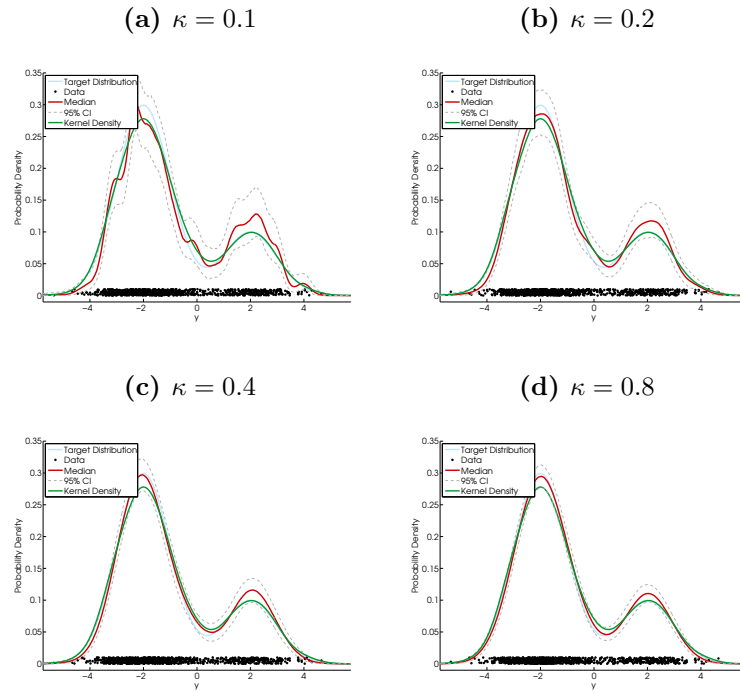 (a) κ = 0.1
(b) κ = 0.2
0.35
0.3
0.25
0.2
0.15
0.1
0.05
0
Probability Density
Target Distribution
Data
Median
95% CI
Kernel Density
−4
−2
0
2
4
y
0.35
0.3
0.25
0.2
0.15
0.1
0.05
0
Probability Density
Target Distribution
Data
Median
95% CI
Kernel Density
−4
−2
0
2
4
y
(c) κ = 0.4
(d) κ = 0.8
0.35
0.3
0.25
0.2
0.15
0.1
0.05
0
Probability Density
Target Distribution
Data
Median
95% CI
Kernel Density
−4
−2
0
2
4
y
0.35
0.3
0.25
0.2
0.15
0.1
0.05
0
Probability Density
Target Distribution
Data
Median
95% CI
Kernel Density
−4
−2
0
2
4
y